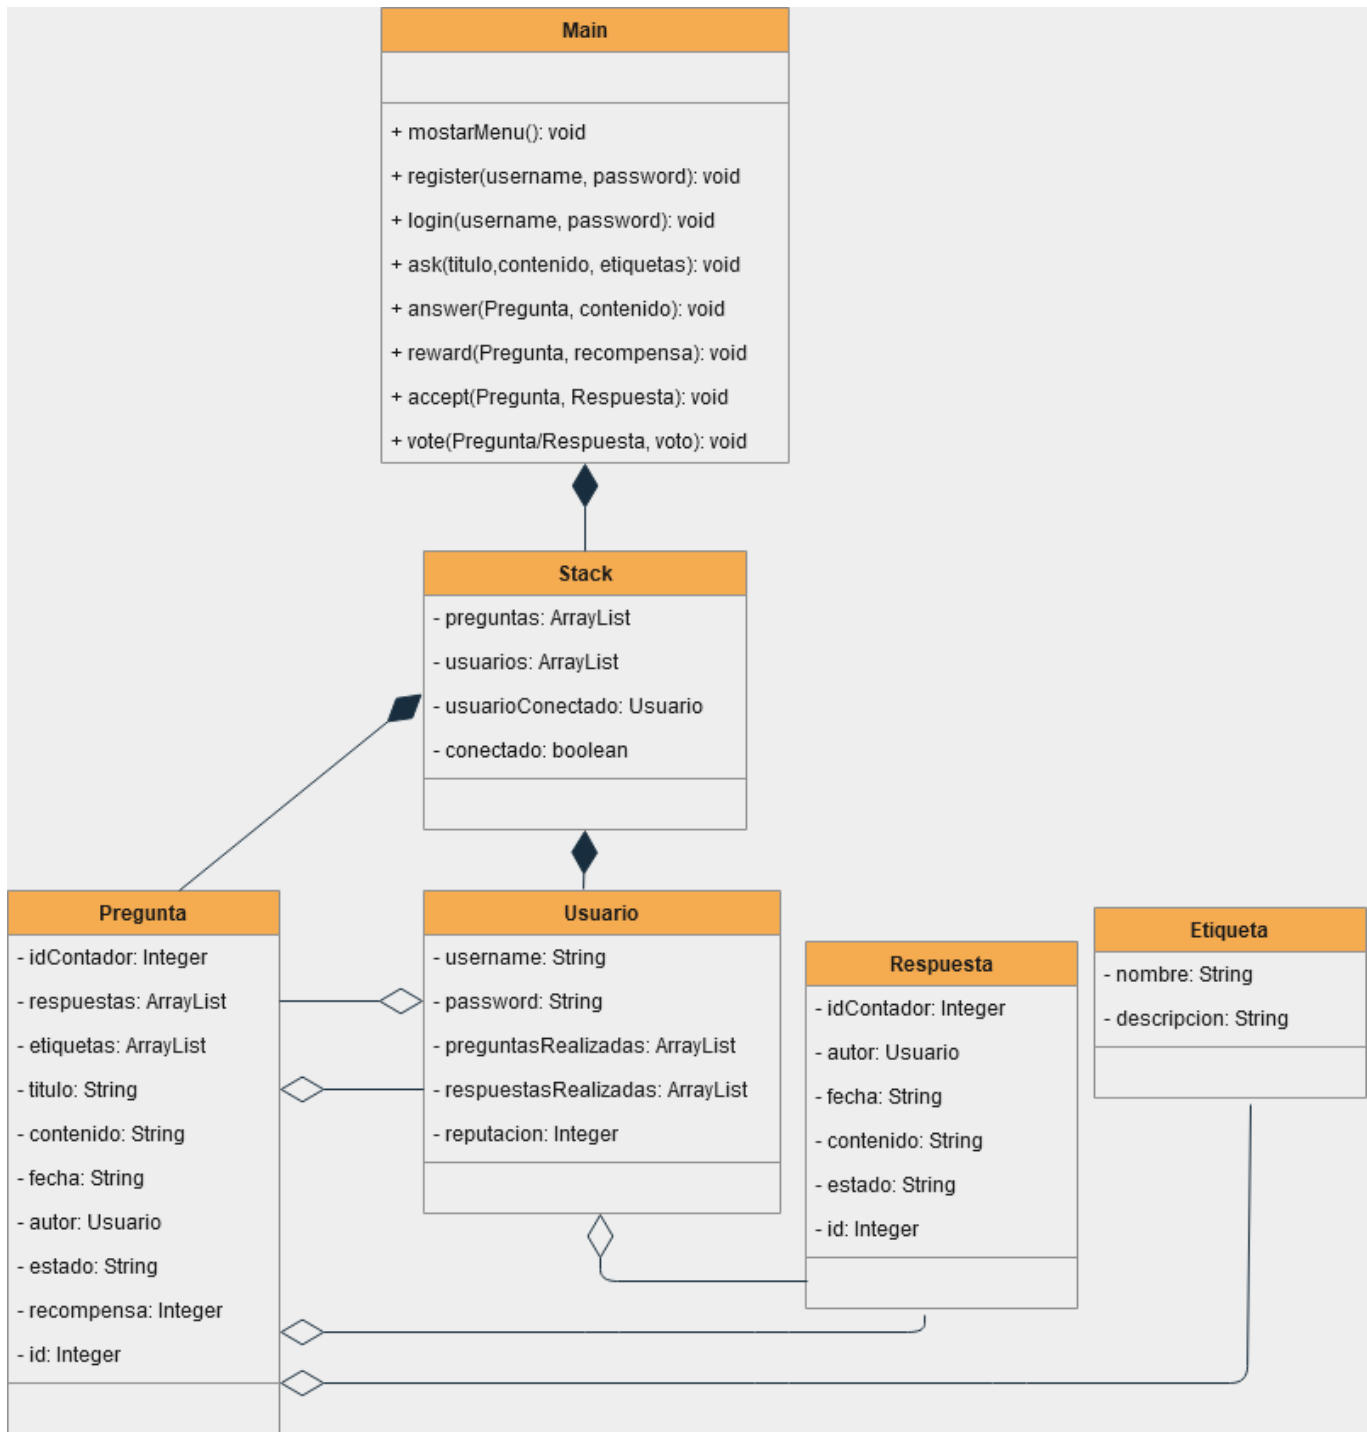 Main
+ mostarMenu(): void
+ register(username, password): void
+ login(username, password): void
+ ask(titulo,contenido, etiquetas): void
+ answer(Pregunta, contenido): void
+ reward(Pregunta, recompensa): void
+ accept(Pregunta, Respuesta): void
+ vote(Pregunta/Respuesta, voto): void
Stack
- preguntas: ArrayList
- usuarios: ArrayList
- usuarioConectado: Usuario
- conectado: boolean
Pregunta
- idContador: Integer
- respuestas: ArrayList
- etiquetas: ArrayList
- titulo: String
- contenido: String
- fecha: String
- autor: Usuario
- estado: String
- recompensa: Integer
- id: Integer
Usuario
- username: String
- password: String
- preguntasRealizadas: ArrayList
- respuestasRealizadas: ArrayList
- reputacion: Integer
Respuesta
- idContador: Integer
- autor: Usuario
- fecha: String
- contenido: String
- estado: String
- id: Integer
Etiqueta
- nombre: String
- descripcion: String